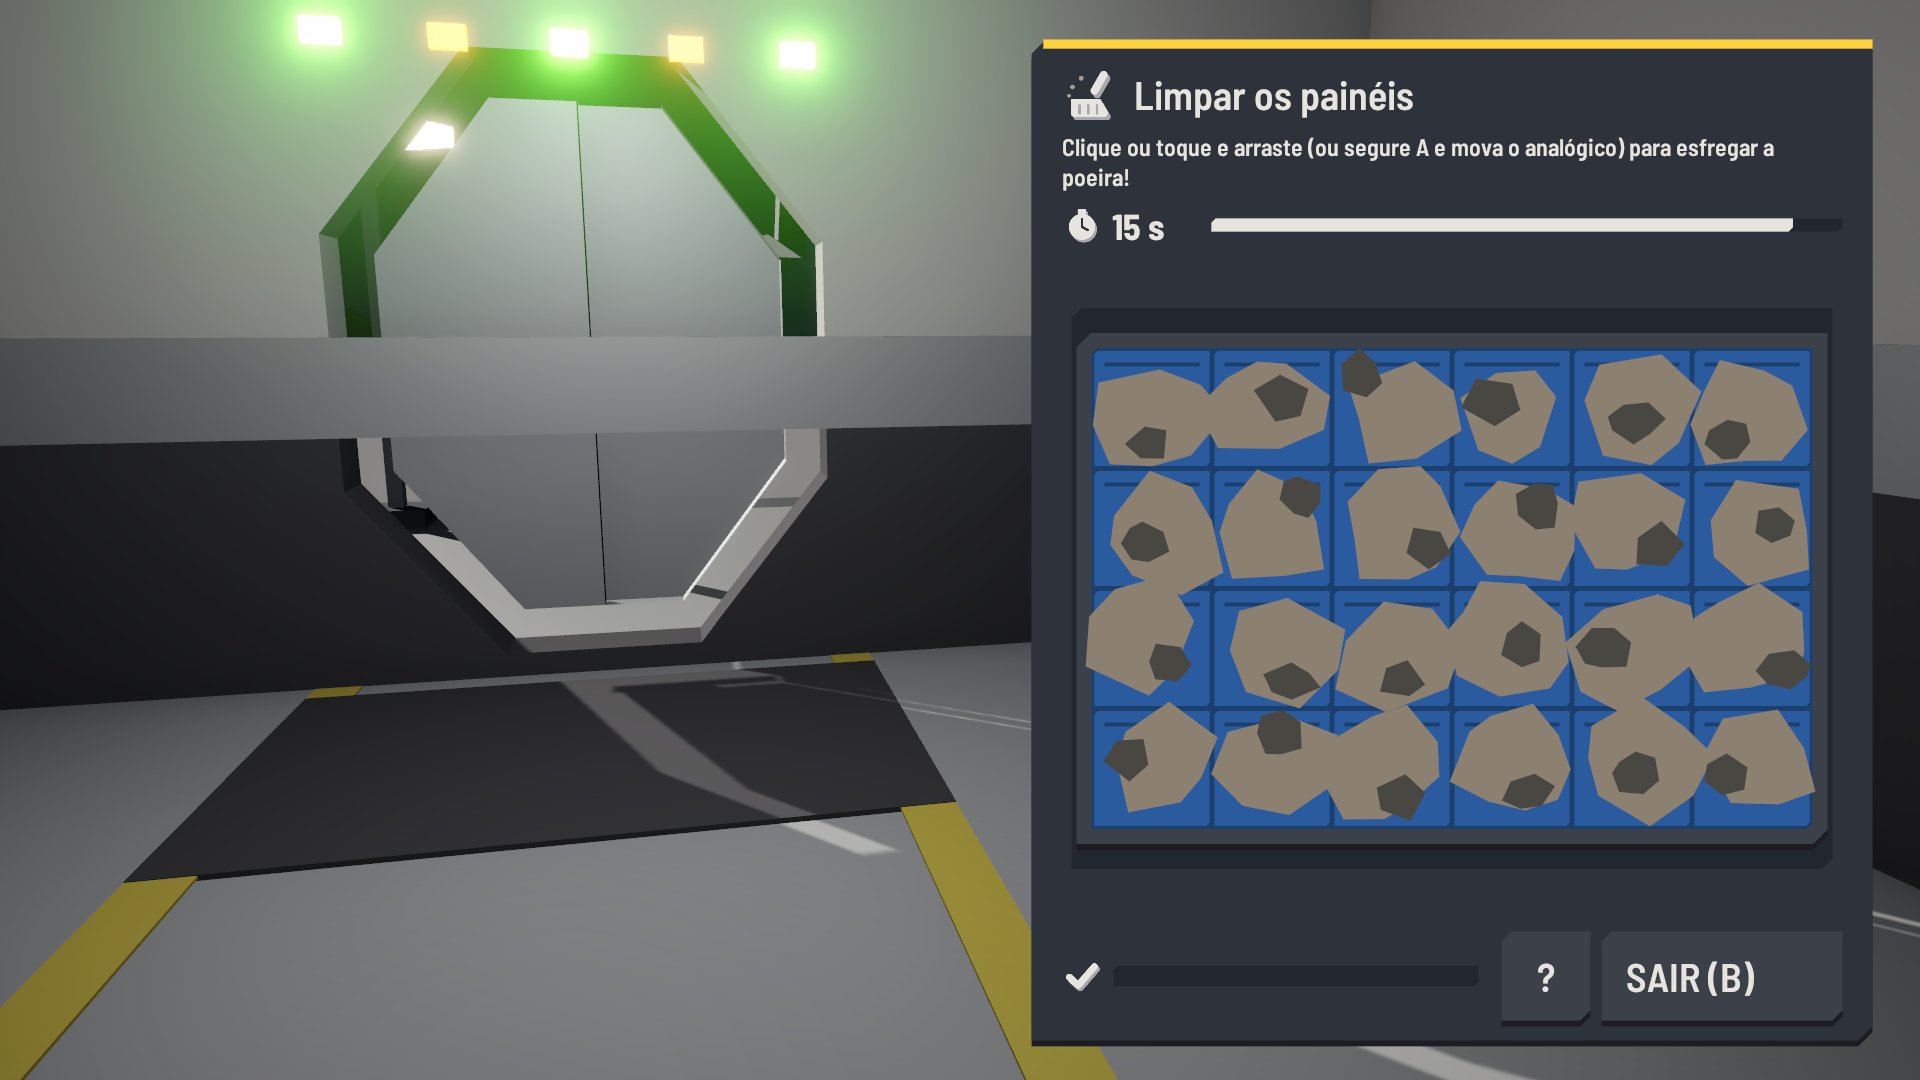 Limpar os painéis
Clique ou toque e arraste (ou segure A e mova o analógico) para esfregar a
poeira!
15 s
?
SAIR (B)